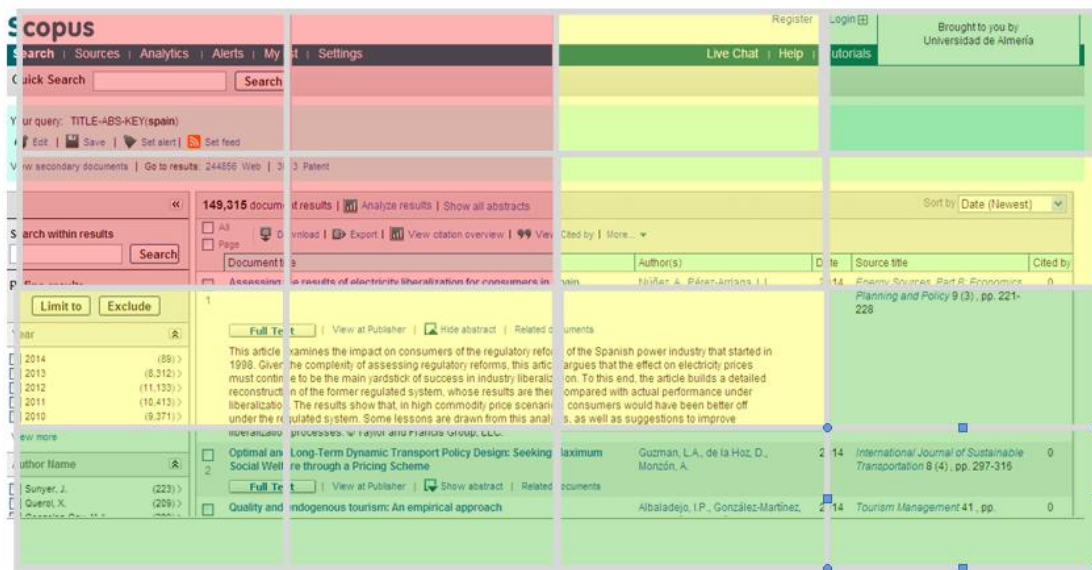 Scopus
Register Login
Brought to you by
Universidad de Almería
Search | Sources | Analytics | Alerts | My list | Settings
Live Chat | Help | Tutorials
Quick Search Search
Your query: TITLE-ABS-KEY(spain)
Edit | Save | Set alert | Set feed
View secondary documents | Go to results: 244856 Web | Patent
149,315 document results | Analyze results | Show all abstracts
Sort by Date (Newest)
Search within results
Search
All
Page
Download | Export | View citation overview | View Cited by | More...
Document title Author(s) Date Source title Cited by
Refine results
Limit to Exclude
Year
2014 (89)
2013 (8,312)
2012 (11,133)
2011 (10,413)
2010 (9,371)
View more
Author Name
Sunyer, J. (223)
Querol, X. (209)
Assessing the results of electricity liberalization for consumers in Spain
Núñez, A., Pérez-Arriaga, I.J.
2014
Energy Sources, Part B: Economics,
Planning and Policy 9 (3), pp. 221-
228
0
1
Full Text | View at Publisher | Hide abstract | Related documents
This article examines the impact on consumers of the regulatory reform of the Spanish power industry that started in
1998. Given the complexity of assessing regulatory reforms, this article argues that the effect on electricity prices
must continue to be the main yardstick of success in industry liberalization. To this end, the article builds a detailed
reconstruction of the former regulated system, whose results are then compared with actual performance under
liberalization. The results show that, in high commodity price scenarios, consumers would have been better off
under the regulated system. Some lessons are drawn from this analysis, as well as suggestions to improve
liberalization processes. © Taylor and Francis Group, LLC.
2
Optimal and Long-Term Dynamic Transport Policy Design: Seeking Maximum
Social Welfare through a Pricing Scheme
Guzman, L.A., de la Hoz, D.,
Monzón, A.
2014
International Journal of Sustainable
Transportation 8 (4), pp. 297-316
0
Full Text | View at Publisher | Show abstract | Related documents
Quality and endogenous tourism: An empirical approach
Albaladejo, I.P., González-Martínez,
2014
Tourism Management 41, pp.
0